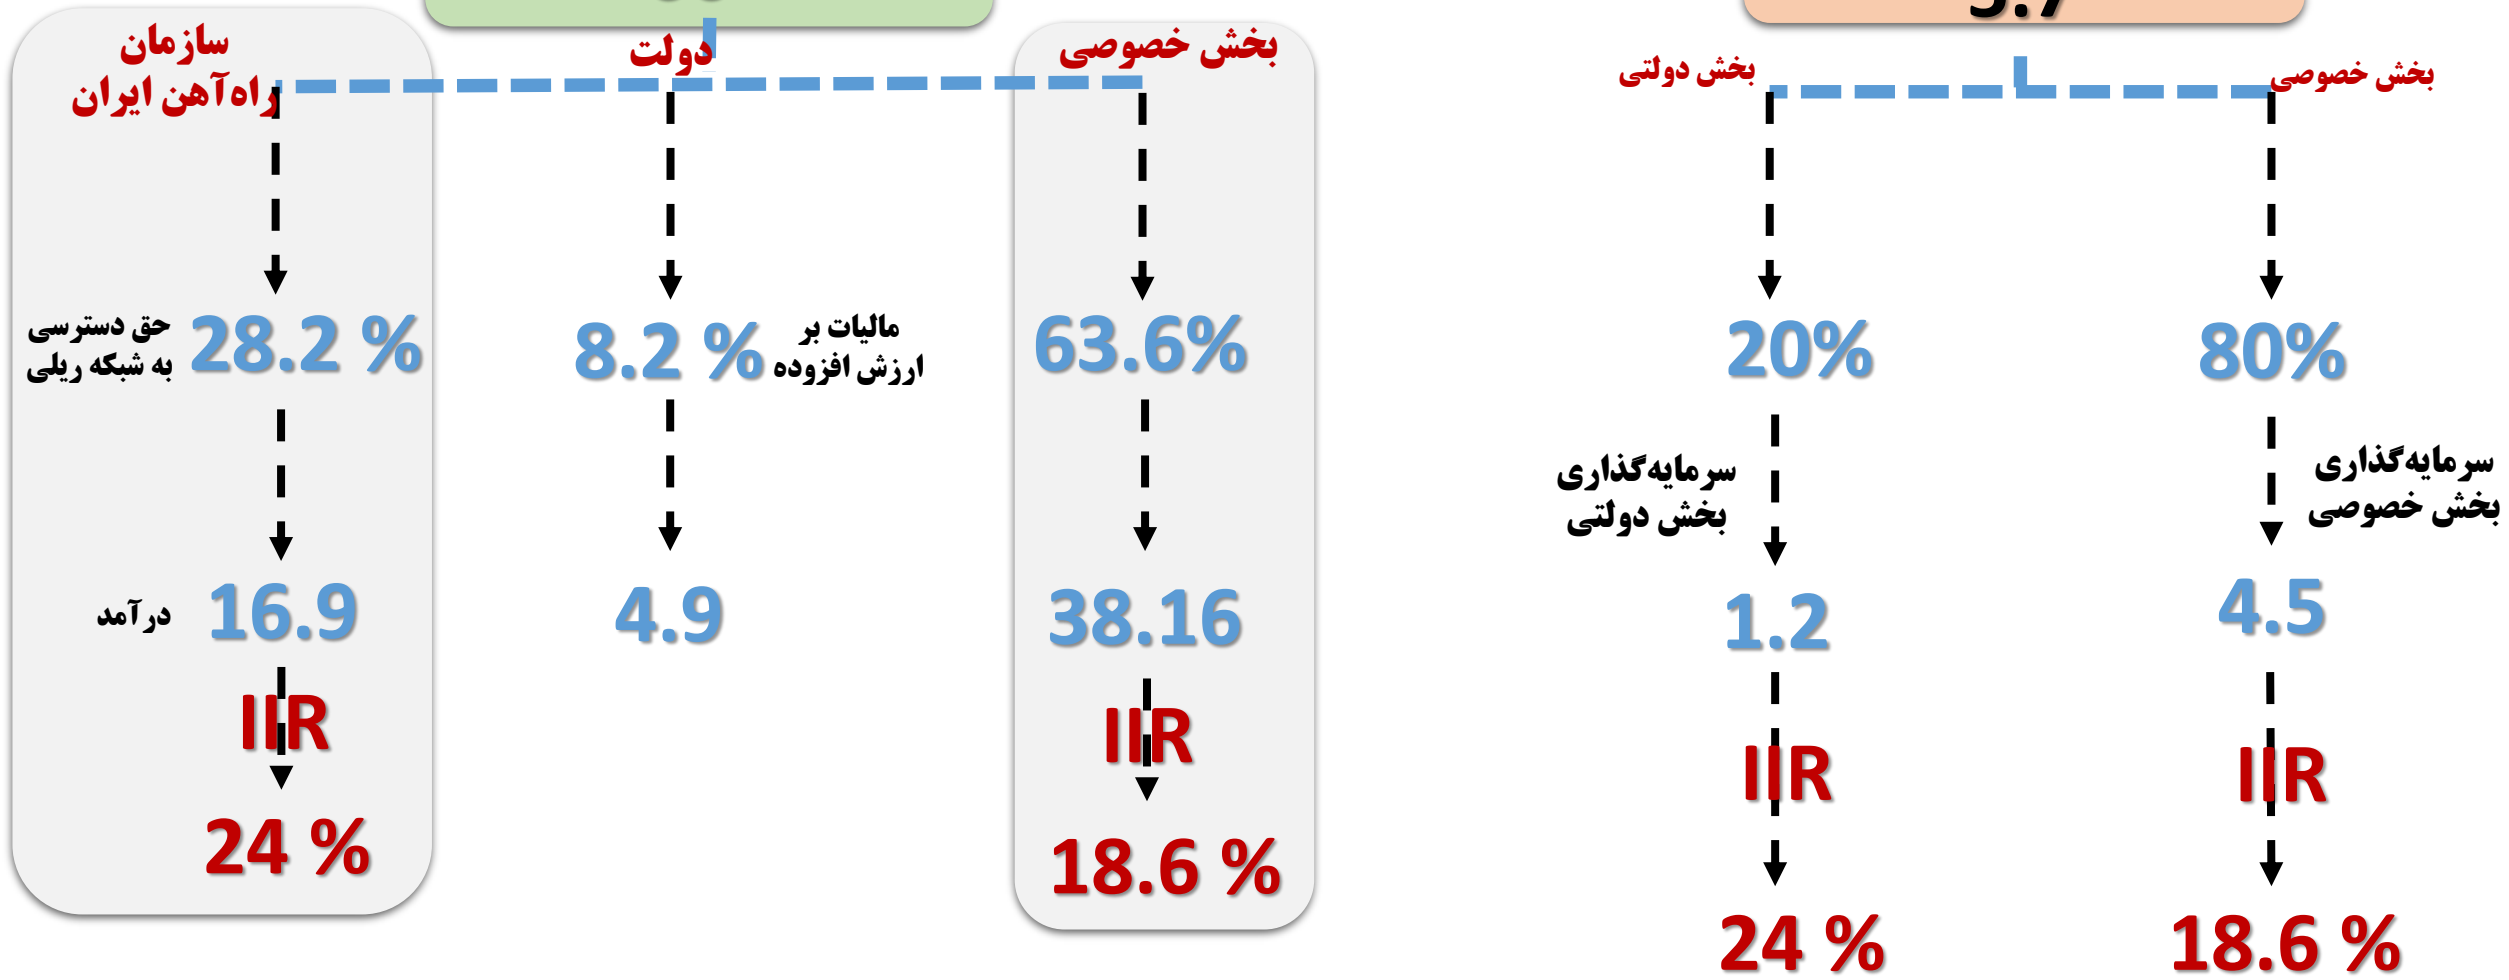 سازمان
راه‌آهن ایران
دولت
بخش خصوصی
بخش دولتی
بخش خصوصی
حق دسترسی
به شبکه ریلی
28.2 %
8.2 %
مالیات بر
ارزش افزوده
63.6%
20%
80%
سرمایه‌گذاری
بخش دولتی
سرمایه‌گذاری
بخش خصوصی
درآمد
16.9
4.9
38.16
1.2
4.5
IIR
IIR
IIR
IIR
24 %
18.6 %
24 %
18.6 %